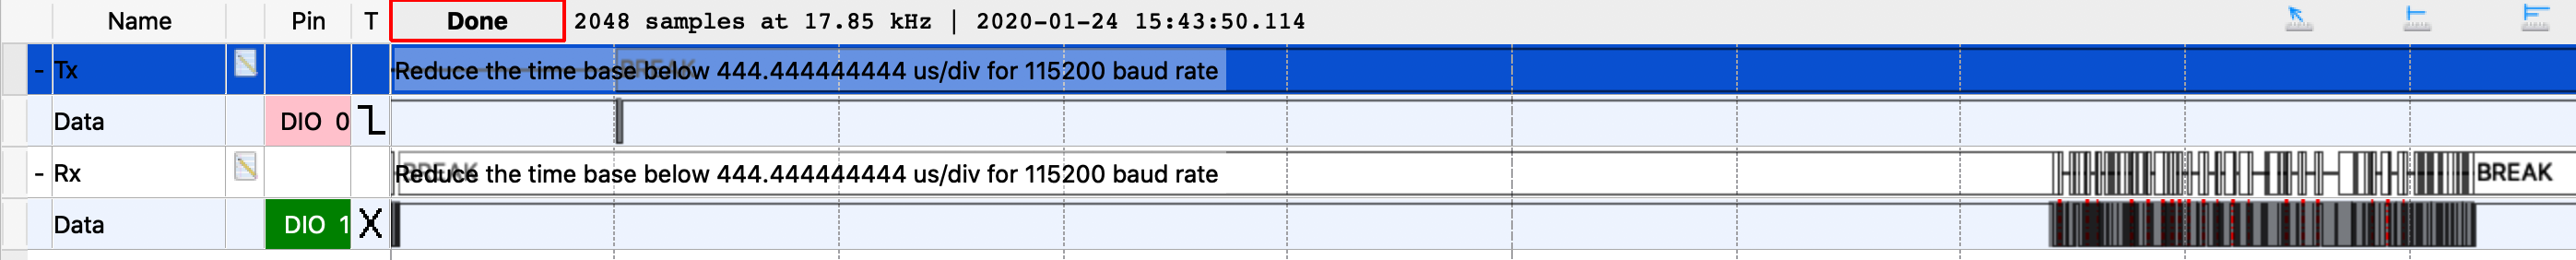 Name Pin T Done 2048 samples at 17.85 kHz | 2020-01-24 15:43:50.114
- Tx BREAK Reduce the time base below 444.444444444 us/div for 115200 baud rate
Data DIO 0
- Rx BREAK Reduce the time base below 444.444444444 us/div for 115200 baud rate BREAK
Data DIO 1 X